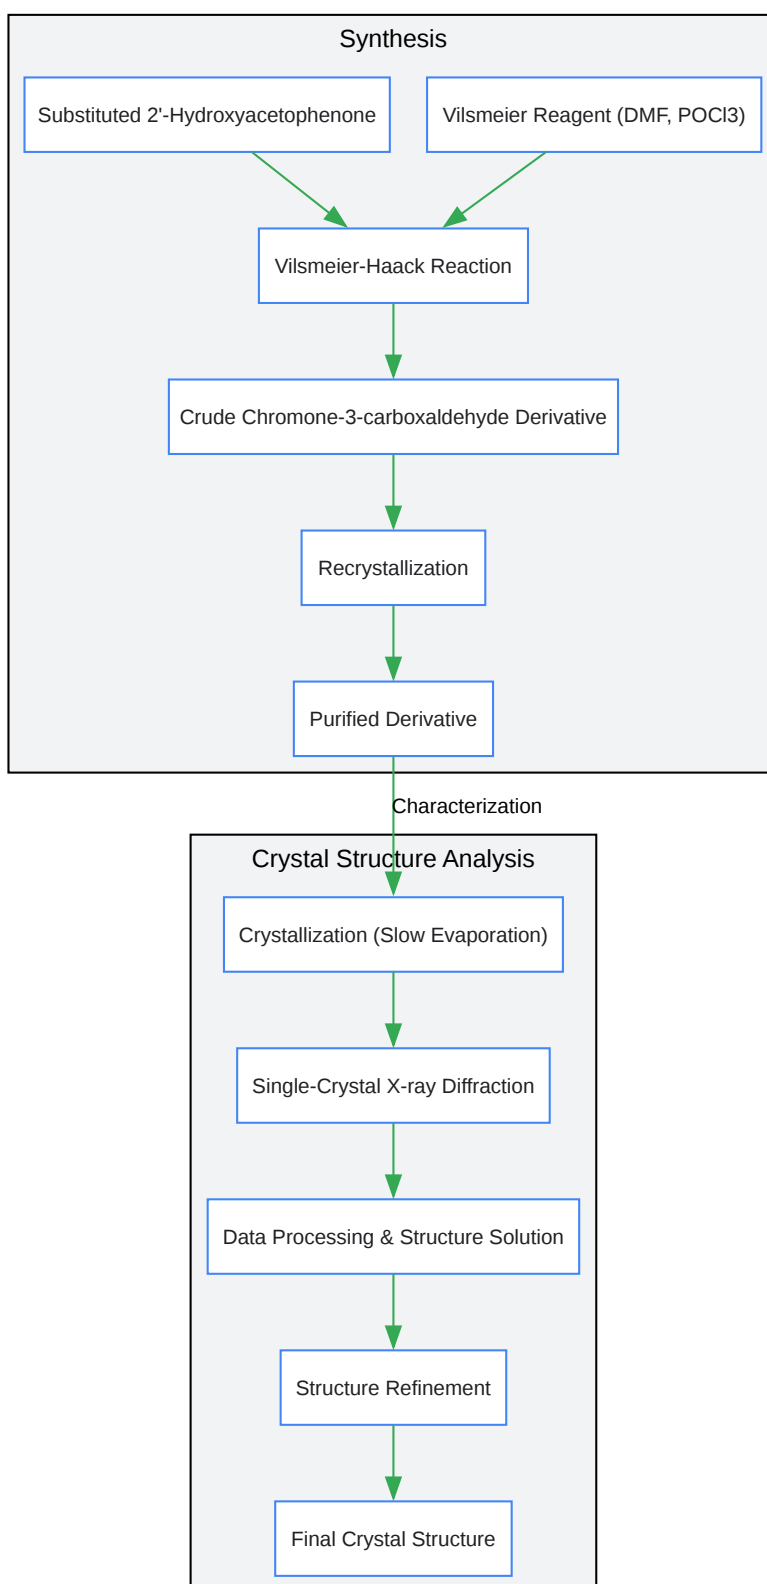 Synthesis
Substituted 2'-Hydroxyacetophenone
Vilsmeier Reagent (DMF, POCl3)
Vilsmeier-Haack Reaction
Crude Chromone-3-carboxaldehyde Derivative
Recrystallization
Purified Derivative
Characterization
Crystal Structure Analysis
Crystallization (Slow Evaporation)
Single-Crystal X-ray Diffraction
Data Processing & Structure Solution
Structure Refinement
Final Crystal Structure